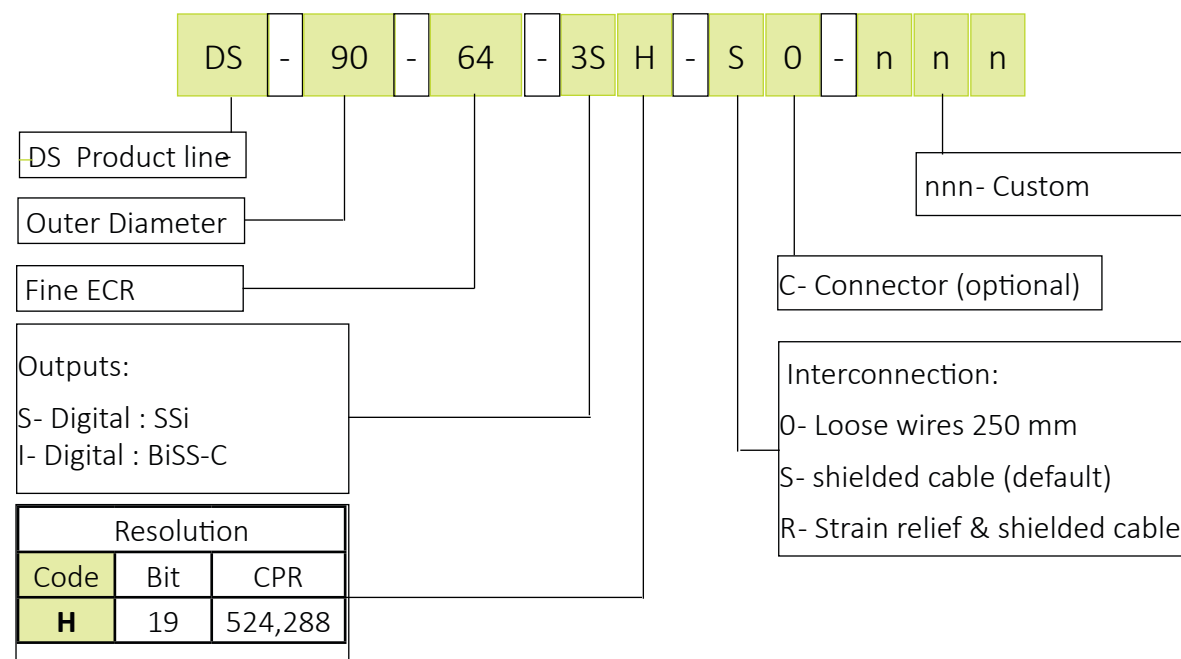 DS - 90 - 64 - 3S H - S 0 - n n n
DS Product line
Outer Diameter
Fine ECR
Outputs:
S- Digital : SSi
I- Digital : BiSS-C
Resolution
Code Bit CPR
H 19 524,288
nnn- Custom
C- Connector (optional)
Interconnection:
0- Loose wires 250 mm
S- shielded cable (default)
R- Strain relief & shielded cable